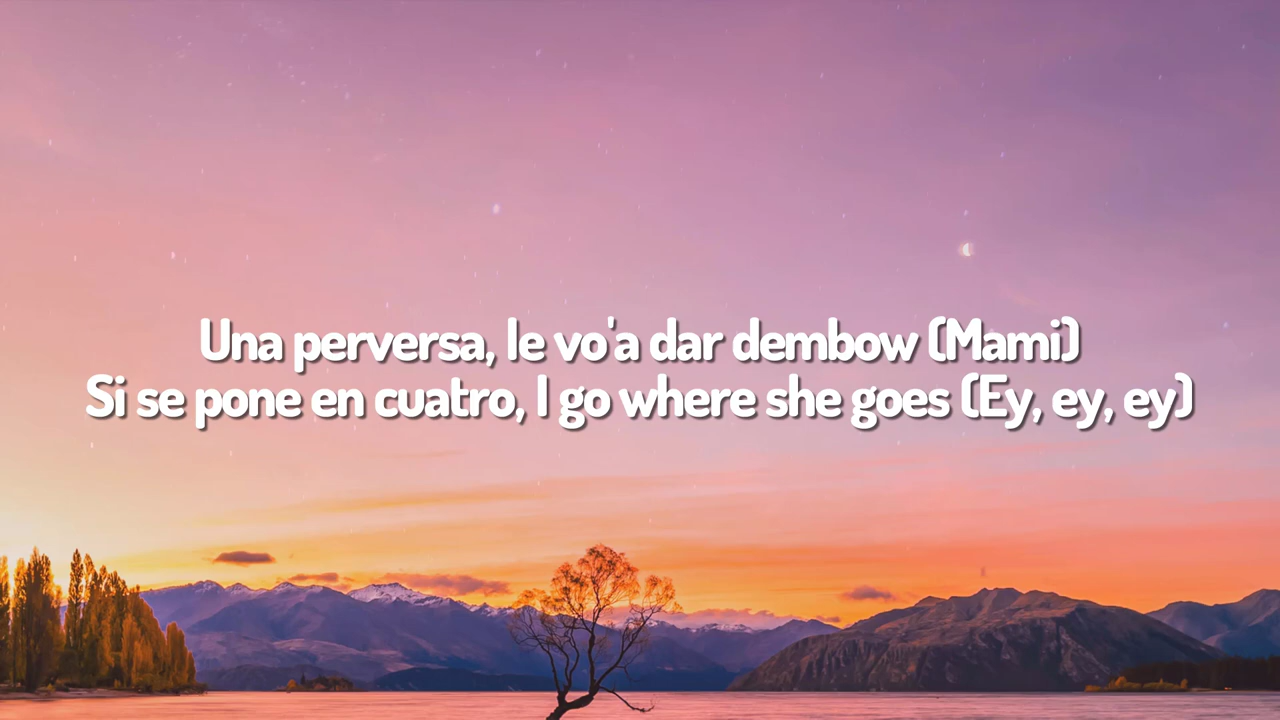 Una perversa, le vo'a dar dembow (Mami)
Si se pone en cuatro, I go where she goes (Ey, ey, ey)